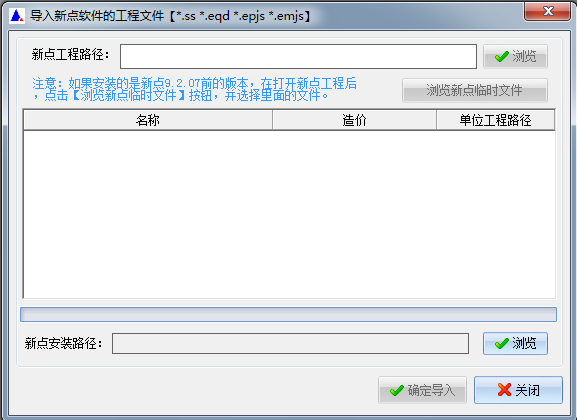 导入新点软件的工程文件【*.ss *.eqd *.epjs *.emjs】
新点工程路径： 浏览
注意：如果安装的是新点9.2.07前的版本，在打开新点工程后
，点击【浏览新点临时文件】按钮，并选择里面的文件。
浏览新点临时文件
名称 造价 单位工程路径
新点安装路径： 浏览
确定导入 关闭